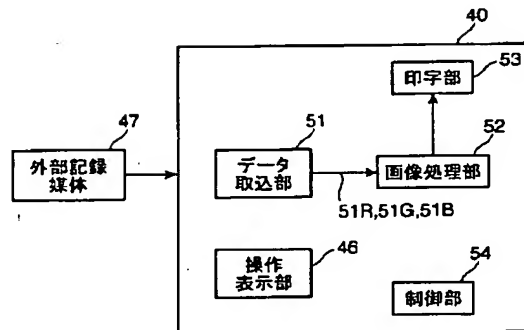 40
53
印字部
47
51
52
外部記録
媒体
データ
取込部
画像処理部
51R,51G,51B
46
54
操作
表示部
制御部